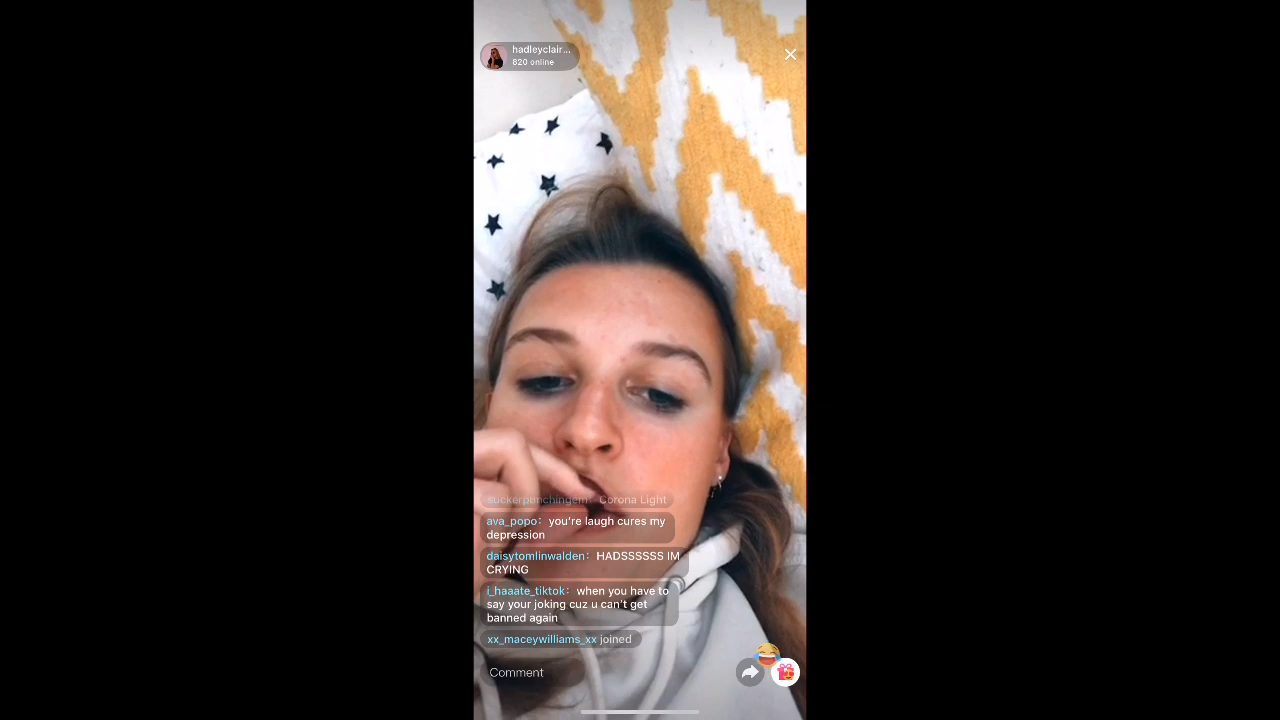 hadleyclair...
820 online
suckerpunchingem: Corona Light
ava_popo: you're laugh cures my
depression
daisytomlinwalden: HADSSSSSS IM
CRYING
i_haaate_tiktok: when you have to
say your joking cuz u can't get
banned again
xx_maceywilliams_xx joined
Comment